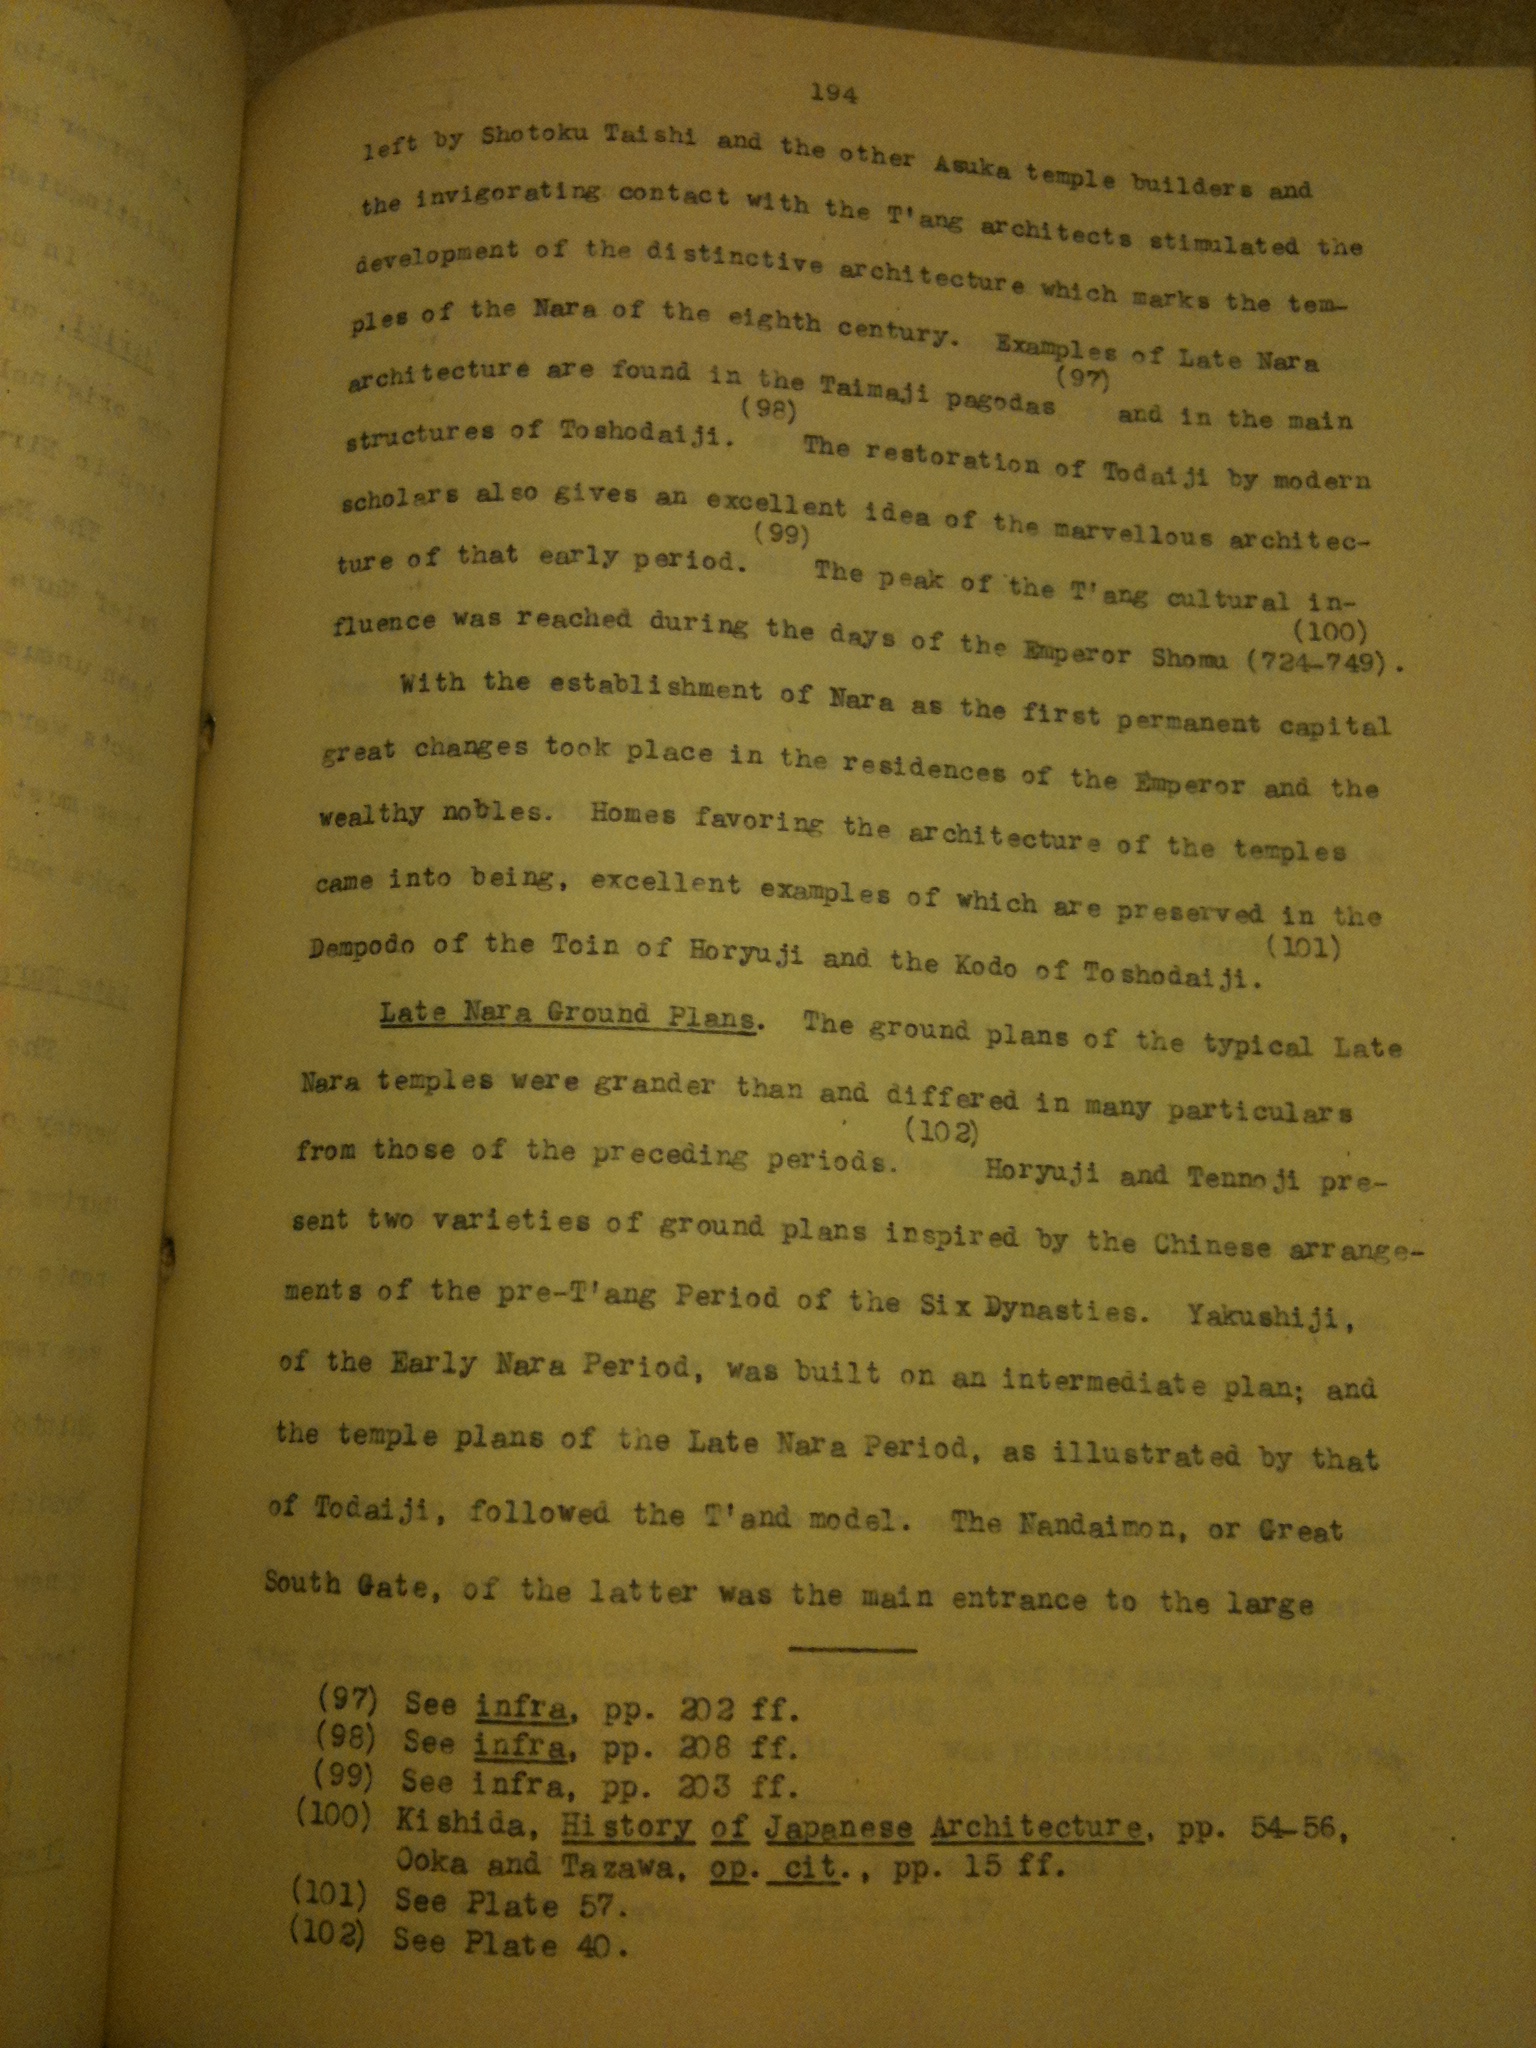 194
left by Shotoku Taishi and the other Asuka temple builders and
the invigorating contact with the T'ang architects stimulated the
development of the distinctive architecture which marks the tem-
ples of the Nara of the eighth century. Examples of Late Nara
architecture are found in the Taimaji pagodas (97) and in the main
structures of Toshodaiji. (98) The restoration of Todaiji by modern
scholars also gives an excellent idea of the marvellous architec-
ture of that early period. (99) The peak of the T'ang cultural in-
fluence was reached during the days of the Emperor Shomu (724-749). (100)
With the establishment of Nara as the first permanent capital
great changes took place in the residences of the Emperor and the
wealthy nobles. Homes favoring the architecture of the temples
came into being, excellent examples of which are preserved in the
Dempodo of the Toin of Horyuji and the Kodo of Toshodaiji. (101)
Late Nara Ground Plans. The ground plans of the typical Late
Nara temples were grander than and differed in many particulars
from those of the preceding periods. (102) Horyuji and Tennoji pre-
sent two varieties of ground plans inspired by the Chinese arrange-
ments of the pre-T'ang Period of the Six Dynasties. Yakushiji,
of the Early Nara Period, was built on an intermediate plan; and
the temple plans of the Late Nara Period, as illustrated by that
of Todaiji, followed the T'and model. The Nandaimon, or Great
South Gate, of the latter was the main entrance to the large
(97) See infra, pp. 202 ff.
(98) See infra, pp. 208 ff.
(99) See infra, pp. 203 ff.
(100) Kishida, History of Japanese Architecture, pp. 54-56,
Ooka and Tazawa, op. cit., pp. 15 ff.
(101) See Plate 57.
(102) See Plate 40.